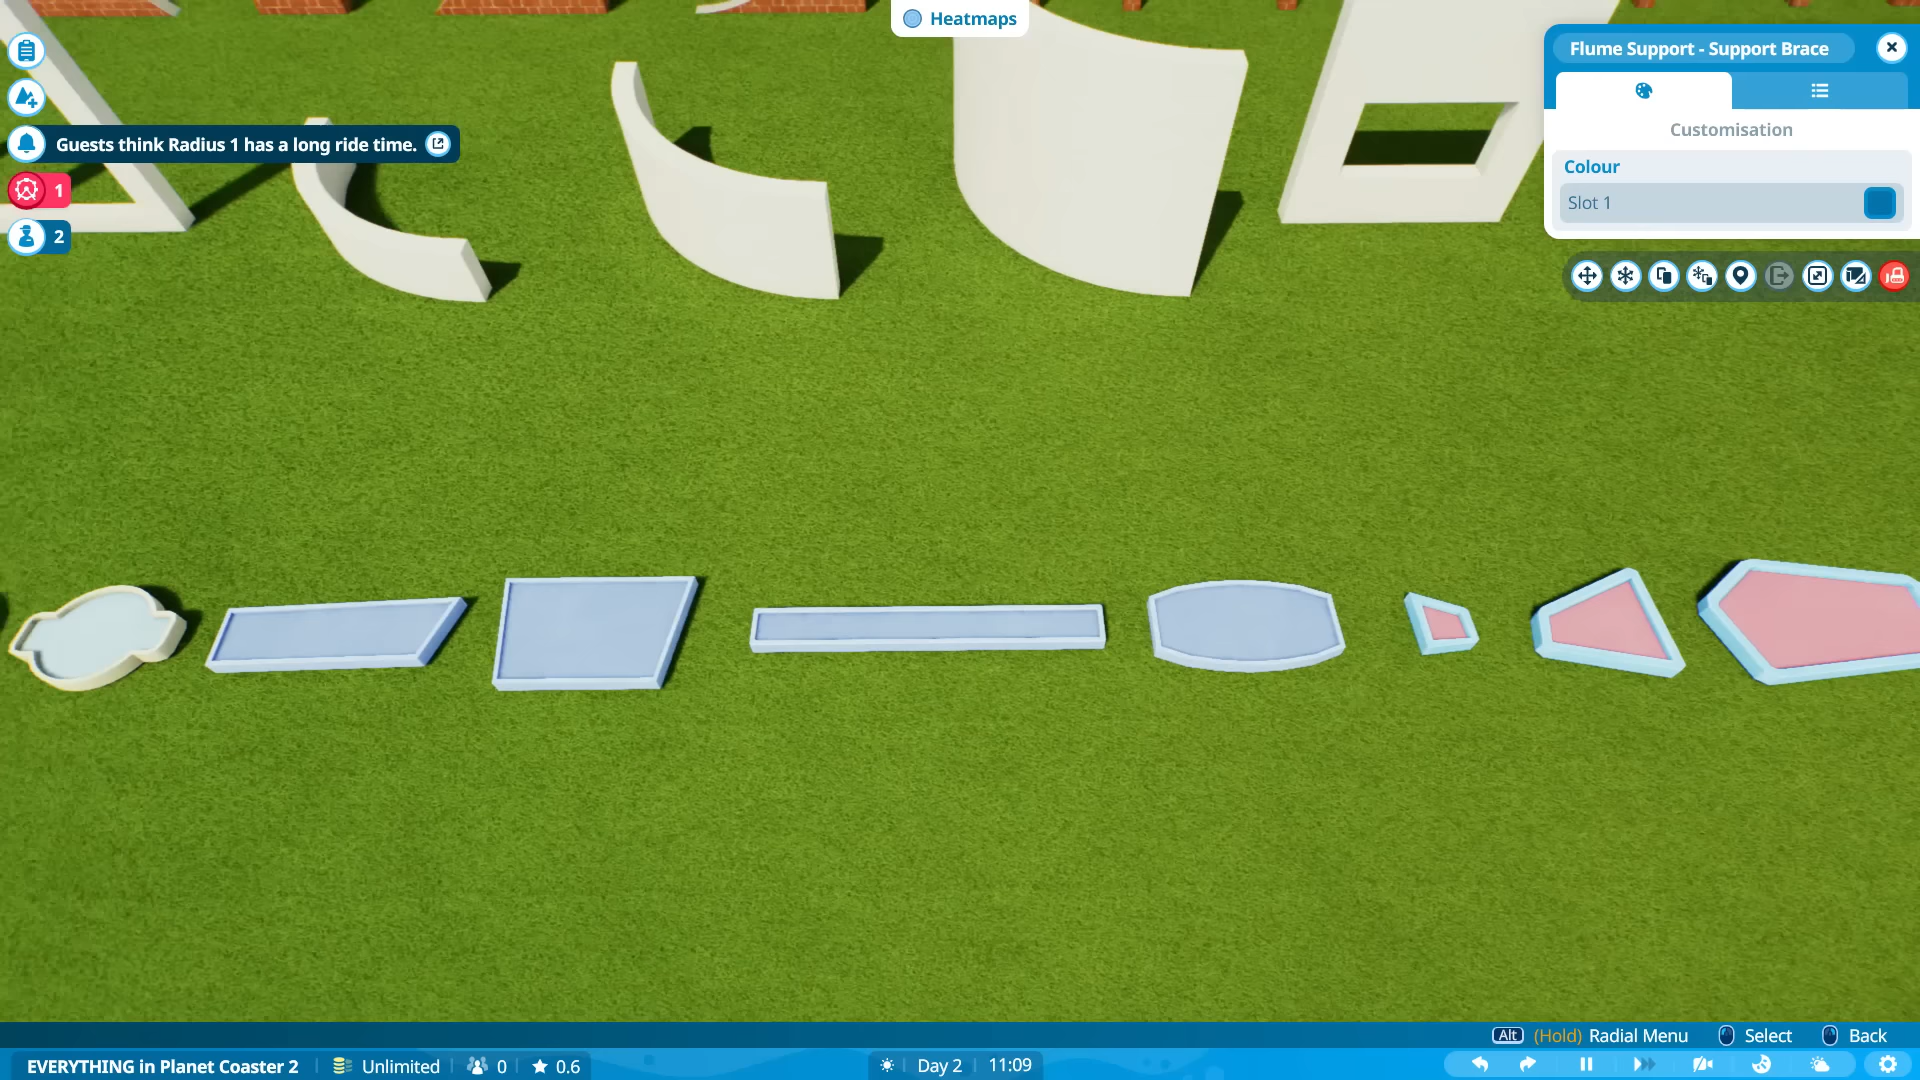 Heatmaps
Flume Support - Support Brace
Guests think Radius 1 has a long ride time.
1
2
Customisation
Colour
Slot 1
Alt (Hold) Radial Menu Select Back
EVERYTHING in Planet Coaster 2 Unlimited 0 0.6 Day 2 11:09